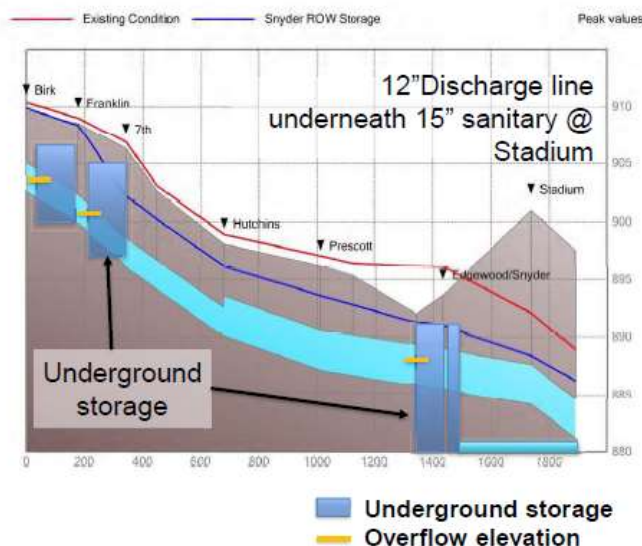 Existing Condition
Snyder ROW Storage
Peak values
Birk
Franklin
7th
Hutchins
Prescott
Edgewood/Snyder
Stadium
12”Discharge line
underneath 15” sanitary @
Stadium
910
905
900
895
890
885
880
Underground
storage
0 200 400 600 800 1000 1200 1400 1600 1800
Underground storage
Overflow elevation